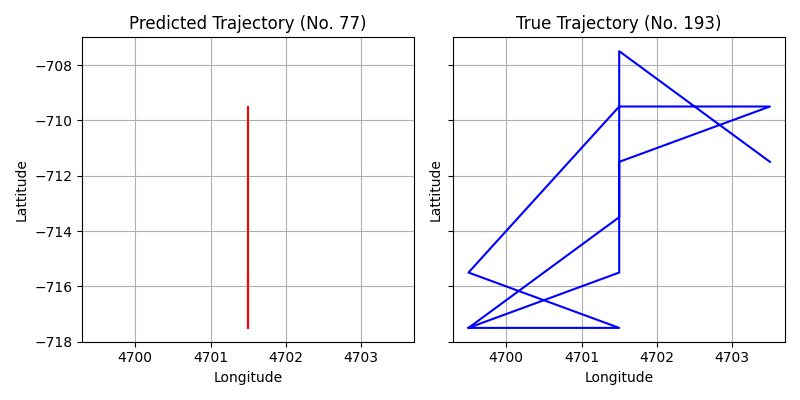 Predicted Trajectory (No. 77)
Lattitude
−708
−710
−712
−714
−716
−718
4700
4701
4702
4703
Longitude
True Trajectory (No. 193)
Lattitude
4700
4701
4702
4703
Longitude